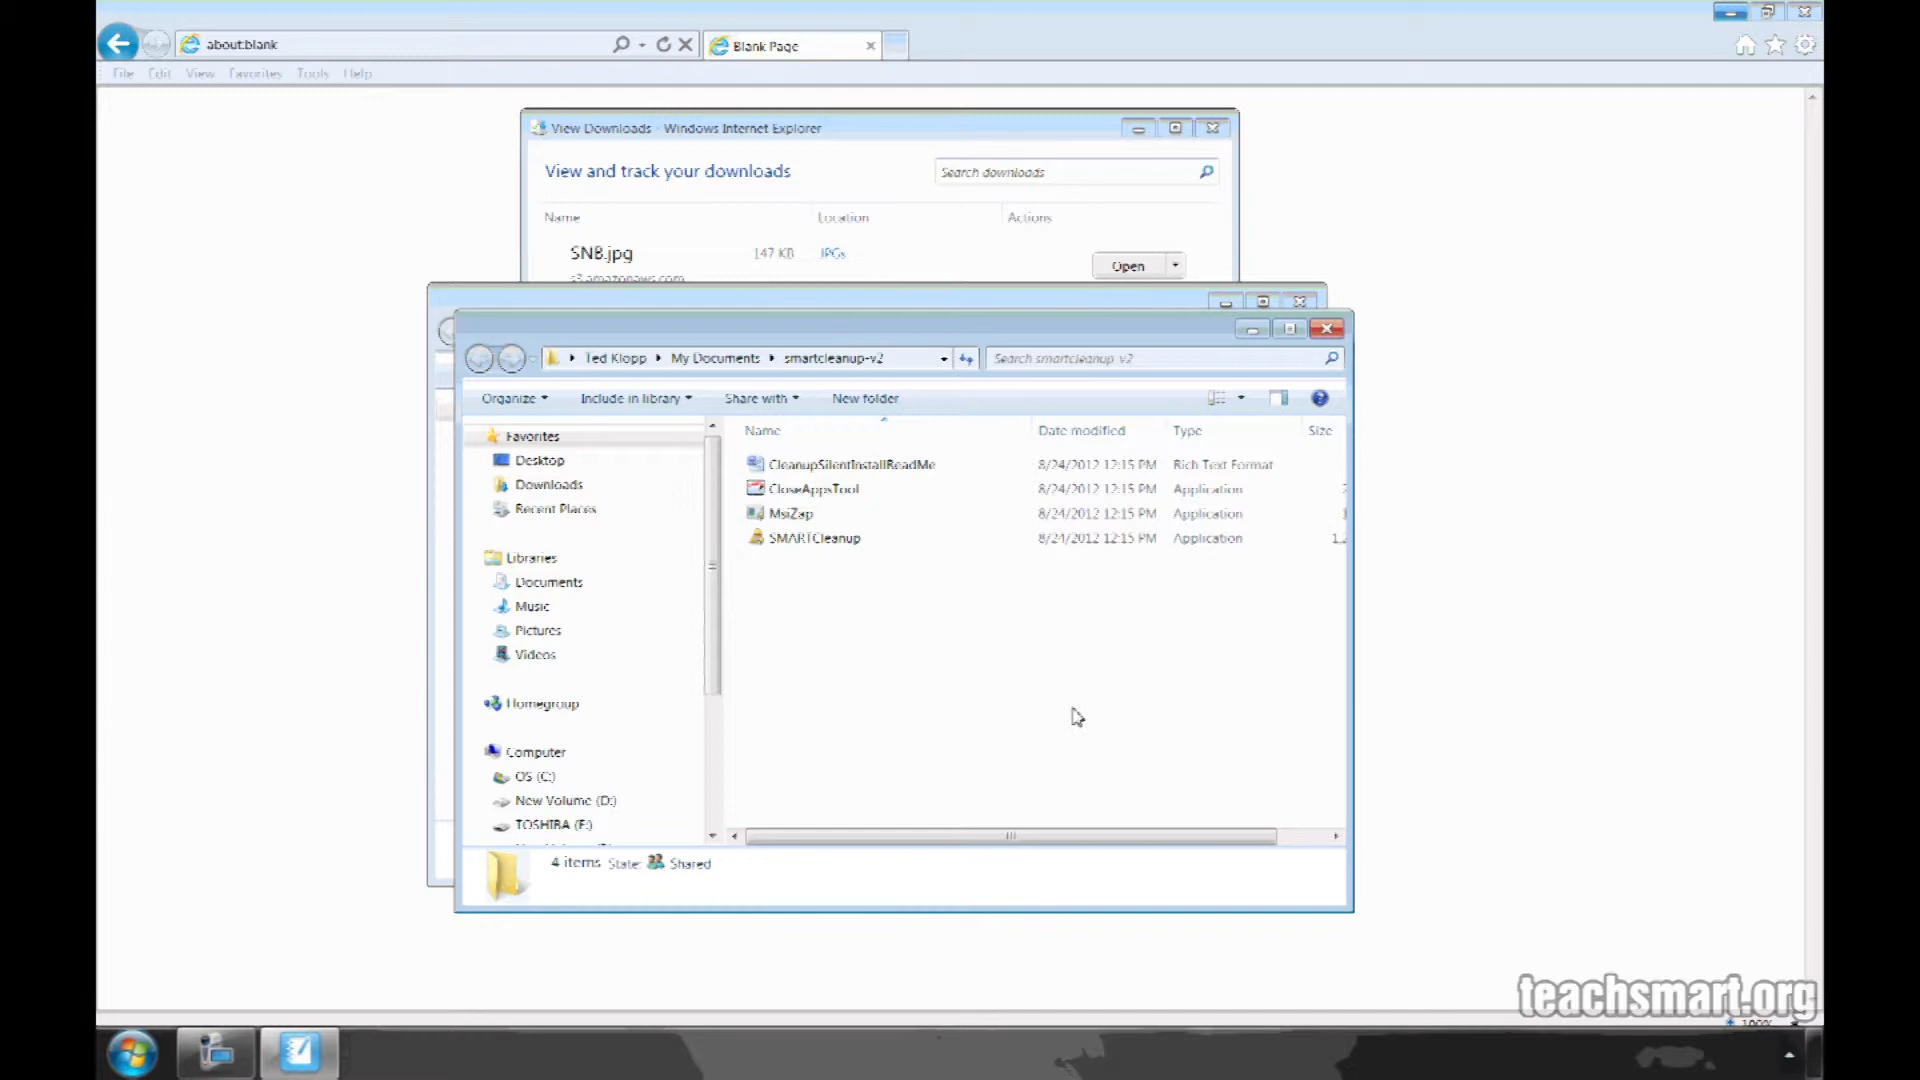 about:blank
Blank Page
File Edit View Favorites Tools Help
View Downloads - Windows Internet Explorer
View and track your downloads
Search downloads
Name Location Actions
SNB.jpg 147 KB JPGs
Open
s3.amazonaws.com
Ted Klopp My Documents smartcleanup-v2
Search smartcleanup-v2
Organize Include in library Share with New folder
Name Date modified Type Size
Favorites
Desktop
Downloads
Recent Places
Libraries
Documents
Music
Pictures
Videos
Homegroup
Computer
OS (C:)
New Volume (D:)
TOSHIBA (F:)
CleanupSilentInstallReadMe 8/24/2012 12:15 PM Rich Text Format
CloseAppsTool 8/24/2012 12:15 PM Application
MsiZap 8/24/2012 12:15 PM Application
SMARTCleanup 8/24/2012 12:15 PM Application
4 items State: Shared
teachsmart.org
100%